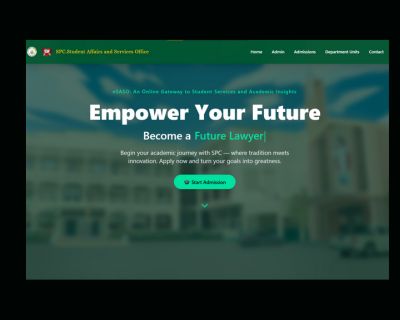 SPC.Student Affairs and Services Office
Home Admin Admissions Department Units Contact
eSASO: An Online Gateway to Student Services and Academic Insights
Empower Your Future
Become a Future Lawyer|
Begin your academic journey with SPC — where tradition meets
innovation. Apply now and turn your goals into greatness.
Start Admission